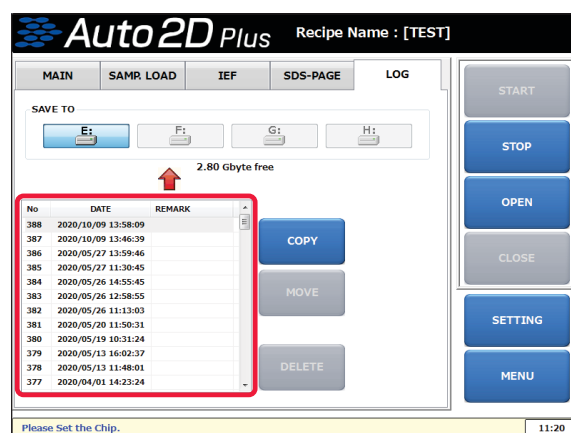 Auto2D Plus Recipe Name : [TEST]
MAIN SAMP. LOAD IEF SDS-PAGE LOG
SAVE TO
E: F: G: H:
2.80 Gbyte free
No DATE REMARK
388 2020/10/09 13:58:09
387 2020/10/09 13:46:39
386 2020/05/27 13:59:46
385 2020/05/27 11:30:45
384 2020/05/26 14:55:45
383 2020/05/26 12:58:55
382 2020/05/26 11:13:03
381 2020/05/20 11:50:31
380 2020/05/19 10:31:24
379 2020/05/13 16:02:37
378 2020/05/13 11:48:01
377 2020/04/01 14:23:24
COPY
MOVE
DELETE
START
STOP
OPEN
CLOSE
SETTING
MENU
Please Set the Chip. 11:20